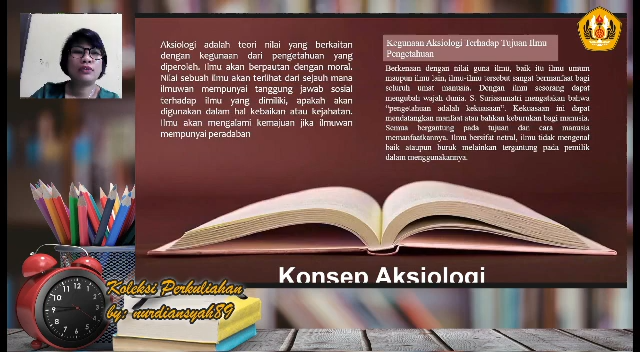 Aksiologi adalah teori nilai yang berkaitan
dengan kegunaan dari pengetahuan yang
diperoleh. Ilmu akan berpautan dengan moral.
Nilai sebuah ilmu akan terlihat dari sejauh mana
ilmuwan mempunyai tanggung jawab sosial
terhadap ilmu yang dimiliki, apakah akan
digunakan dalam hal kebaikan atau kejahatan.
Ilmu akan mengalami kemajuan jika ilmuwan
mempunyai peradaban
Kegunaan Aksiologi Terhadap Tujuan Ilmu
Pengetahuan
Berkenaan dengan nilai guna ilmu, baik itu ilmu umum
maupun ilmu lain, ilmu-ilmu tersebut sangat bermanfaat bagi
seluruh umat manusia. Dengan ilmu sesorang dapat
mengubah wajah dunia. S. Suriasumatri mengatakan bahwa
"pengetahuan adalah kekuasaan". Kekuasaan ini dapat
mendatangkan manfaat atau bahkan keburukan bagi manusia.
Semua bergantung pada tujuan dan cara manusia
memanfaatkannya. Ilmu bersifat netral, ilmu tidak mengenal
baik ataupun buruk melainkan tergantung pada pemilik
dalam menggunakannya.
Konsep Aksiologi
Koleksi Perkuliahan
by: nurdiansyah89